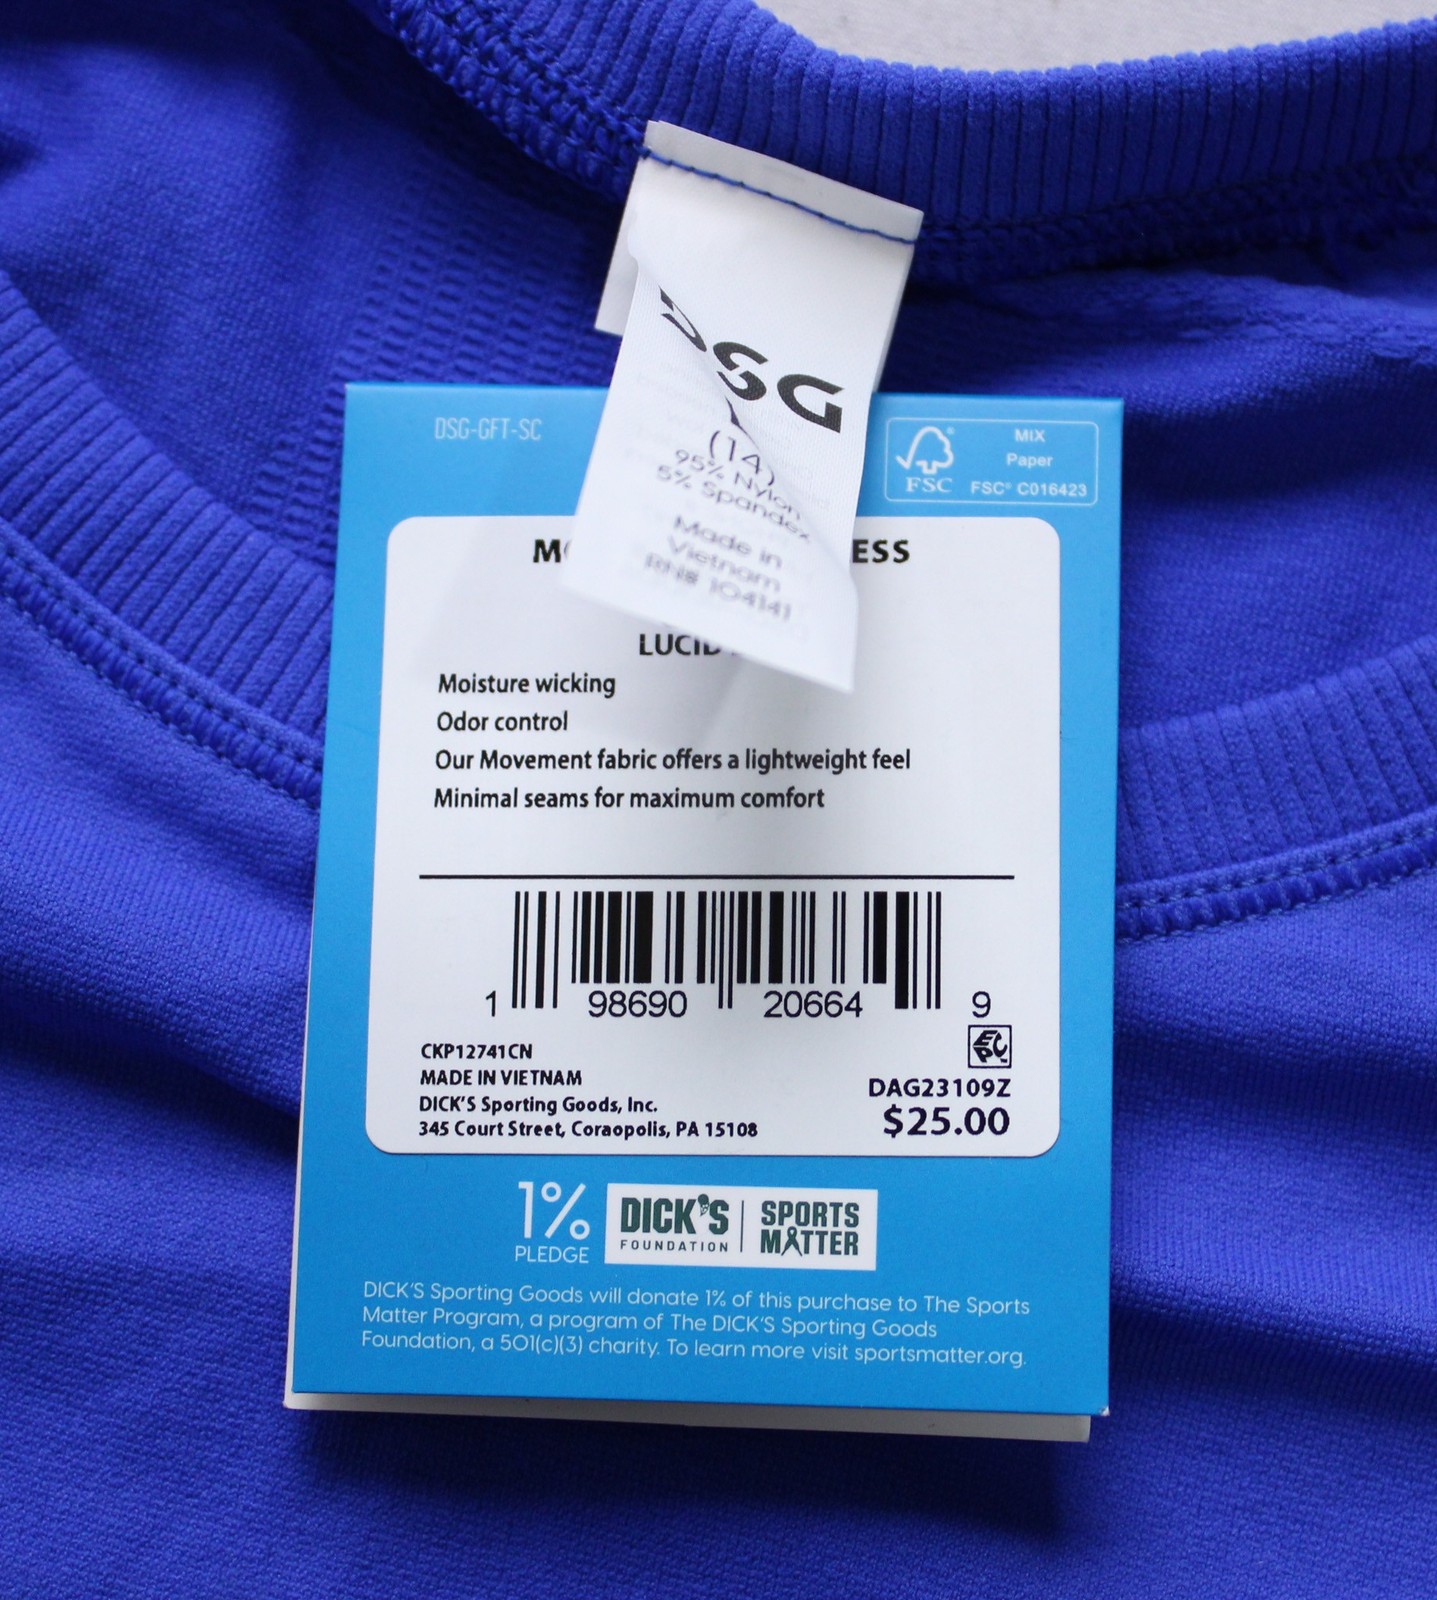 DSG
(14)
95% Nylon
5% Spandex
Made in
Vietnam
RN# 104141
DSG-GFT-SC
FSC
MIX
Paper
FSC® C016423
ESS
LUCID
Moisture wicking
Odor control
Our Movement fabric offers a lightweight feel
Minimal seams for maximum comfort
1 98690 20664 9
EPC
CKP12741CN
MADE IN VIETNAM
DICK'S Sporting Goods, Inc.
345 Court Street, Coraopolis, PA 15108
DAG23109Z
$25.00
1%
PLEDGE
DICK'S
FOUNDATION
SPORTS
MATTER
DICK'S Sporting Goods will donate 1% of this purchase to The Sports
Matter Program, a program of The DICK'S Sporting Goods
Foundation, a 501(c)(3) charity. To learn more visit sportsmatter.org.